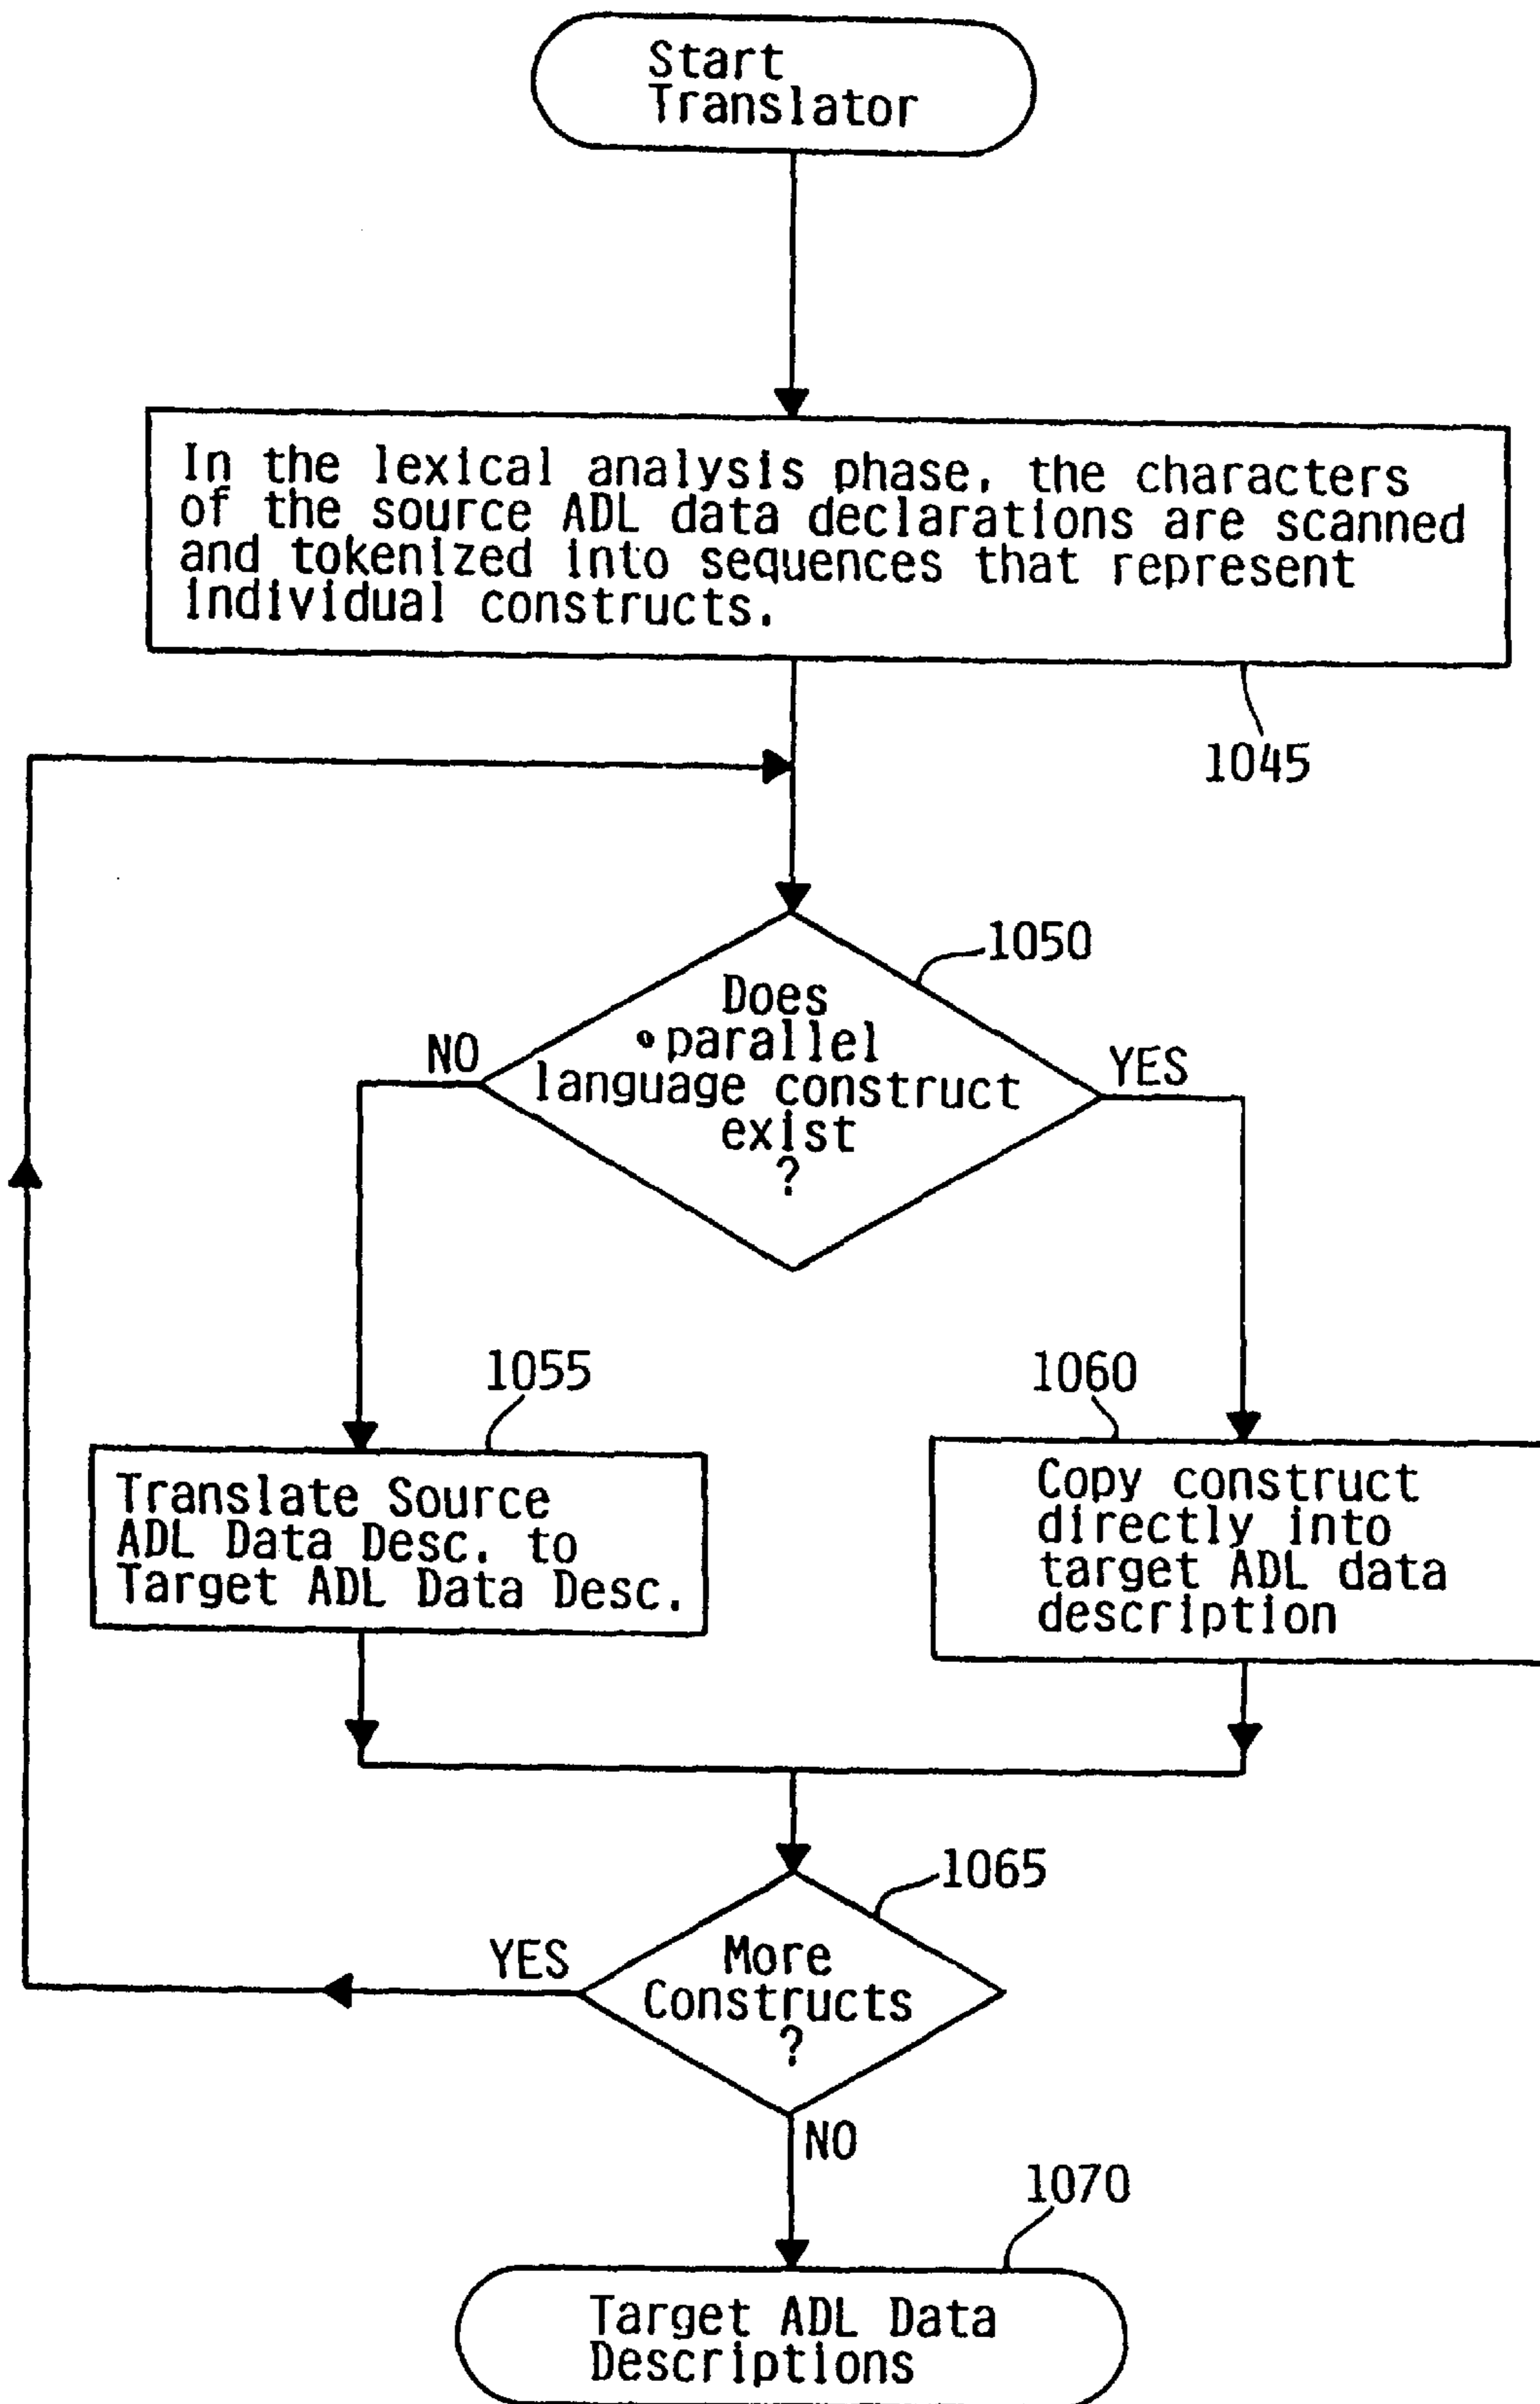 Start
Translator
In the lexical analysis phase, the characters
of the source ADL data declarations are scanned
and tokenized into sequences that represent
individual constructs.
1045
1050
Does
parallel
language construct
exist
?
NO
YES
1055
1060
Translate Source
ADL Data Desc. to
Target ADL Data Desc.
Copy construct
directly into
target ADL data
description
1065
YES
More
Constructs
?
NO
1070
Target ADL Data
Descriptions